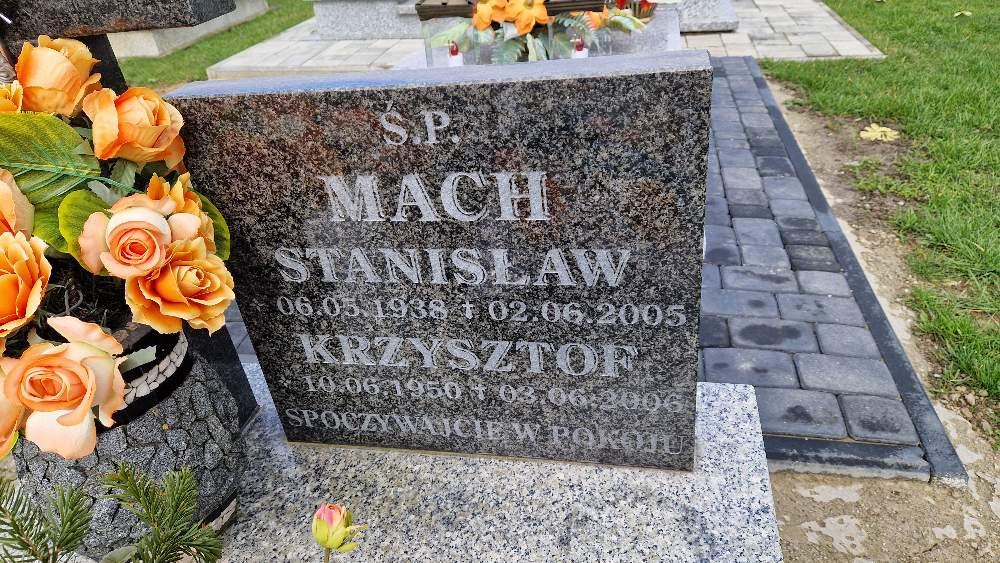 Ś.P.
MACH
STANISŁAW
06.05.1938 ✝ 02.06.2005
KRZYSZTOF
10.06.1950 ✝ 03.06.2006
SPOCZYWAJCIE W POKOJU